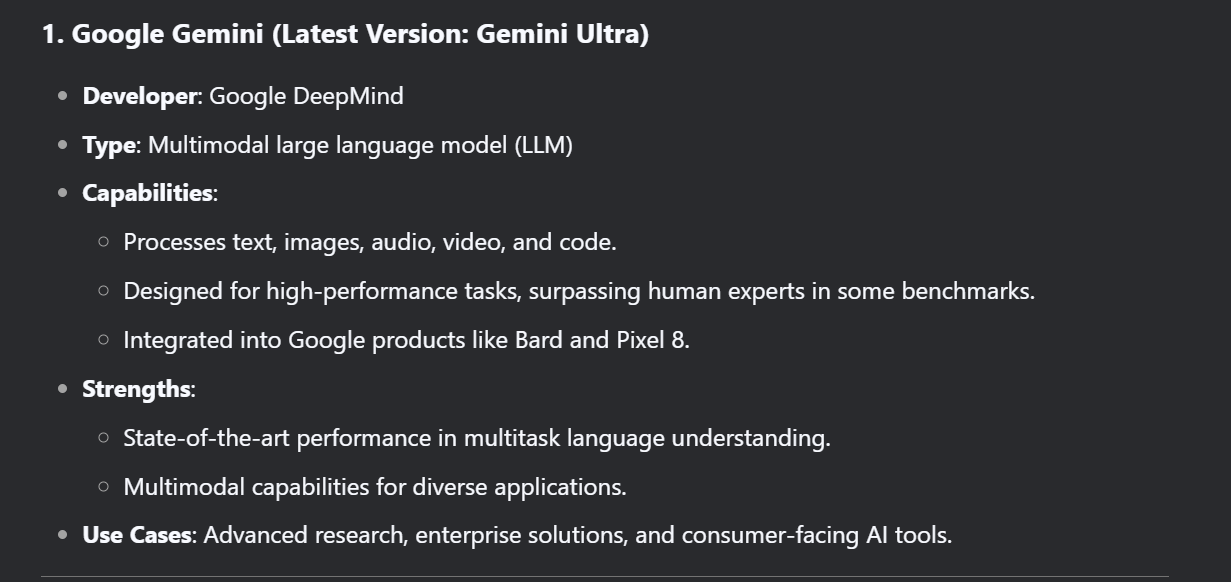 1. Google Gemini (Latest Version: Gemini Ultra)
• Developer: Google DeepMind
• Type: Multimodal large language model (LLM)
• Capabilities:
○ Processes text, images, audio, video, and code.
○ Designed for high-performance tasks, surpassing human experts in some benchmarks.
○ Integrated into Google products like Bard and Pixel 8.
• Strengths:
○ State-of-the-art performance in multitask language understanding.
○ Multimodal capabilities for diverse applications.
• Use Cases: Advanced research, enterprise solutions, and consumer-facing AI tools.